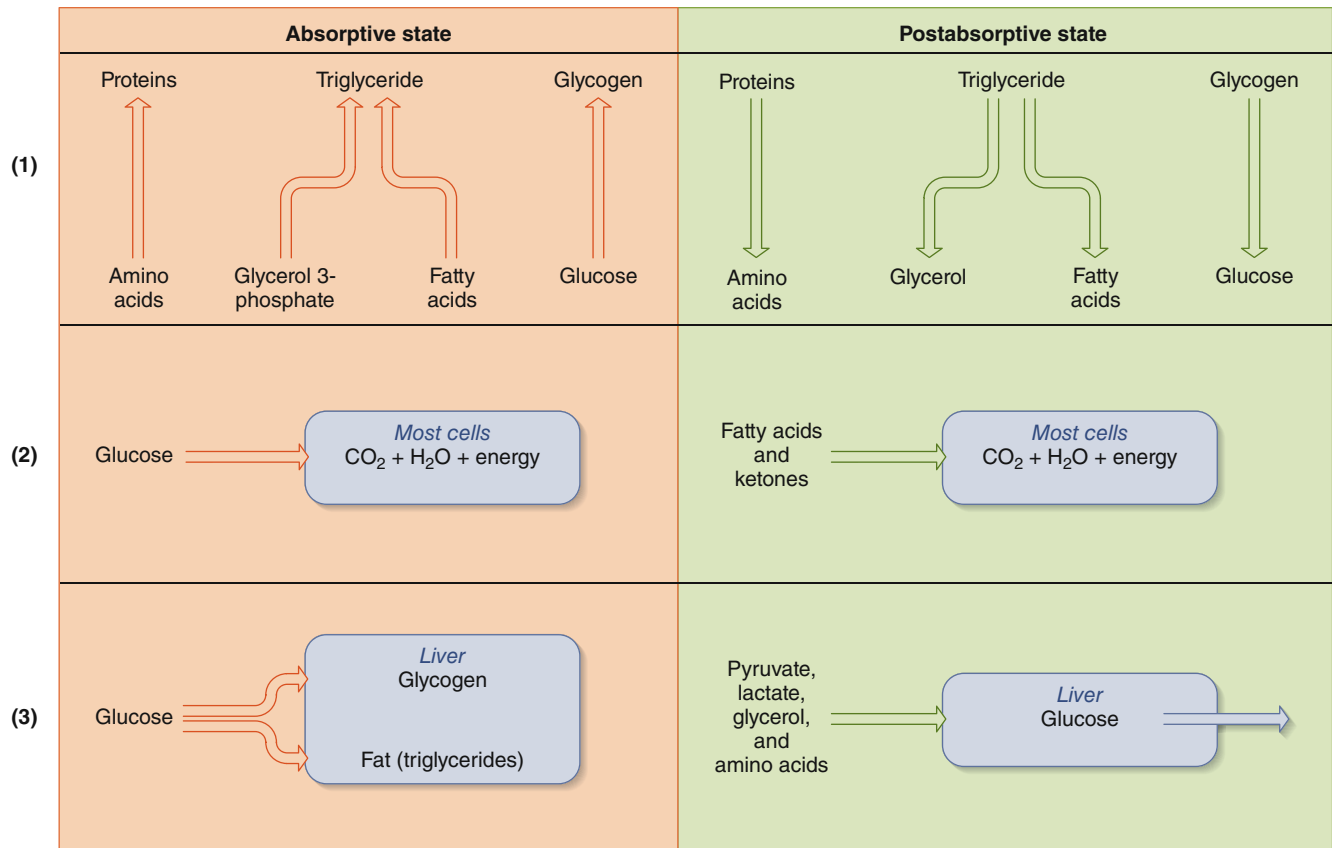 Absorptive state
Postabsorptive state
(1)
Proteins
Triglyceride
Glycogen
Amino
acids
Glycerol 3-
phosphate
Fatty
acids
Glucose
Proteins
Triglyceride
Glycogen
Amino
acids
Glycerol
Fatty
acids
Glucose
(2)
Glucose
Most cells
CO₂ + H₂O + energy
Fatty acids
and
ketones
Most cells
CO₂ + H₂O + energy
(3)
Glucose
Liver
Glycogen
Fat (triglycerides)
Pyruvate,
lactate,
glycerol,
and
amino acids
Liver
Glucose